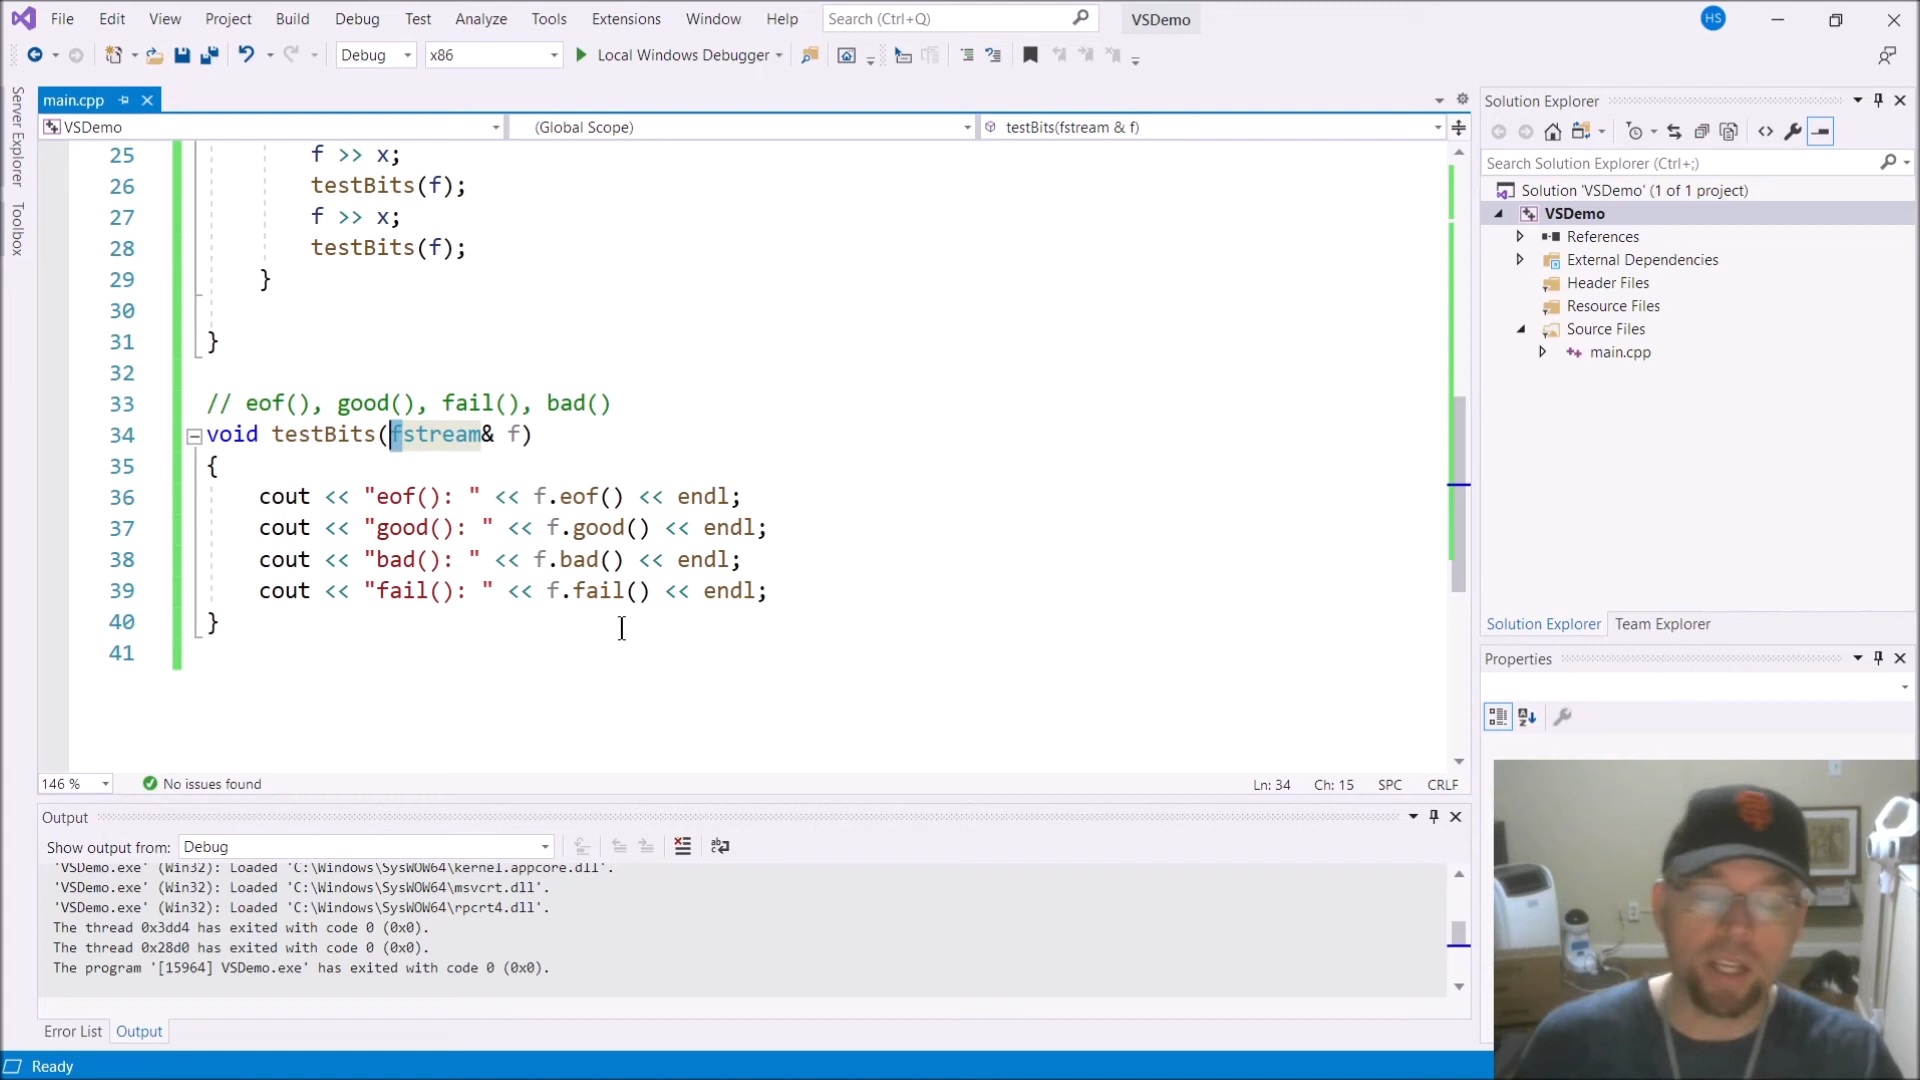 File Edit View Project Build Debug Test Analyze Tools Extensions Window Help Search (Ctrl+Q) VSDemo HS
Debug x86 Local Windows Debugger
Server Explorer
Toolbox
main.cpp
VSDemo (Global Scope) testBits(fstream & f)
25 f >> x;
26 testBits(f);
27 f >> x;
28 testBits(f);
29 }
30
31 }
32
33 // eof(), good(), fail(), bad()
34 void testBits(fstream& f)
35 {
36 cout << "eof(): " << f.eof() << endl;
37 cout << "good(): " << f.good() << endl;
38 cout << "bad(): " << f.bad() << endl;
39 cout << "fail(): " << f.fail() << endl;
40 }
41
146 % No issues found Ln: 34 Ch: 15 SPC CRLF
Output
Show output from: Debug
'VSDemo.exe' (Win32): Loaded 'C:\Windows\SysWOW64\kernel.appcore.dll'.
'VSDemo.exe' (Win32): Loaded 'C:\Windows\SysWOW64\msvcrt.dll'.
'VSDemo.exe' (Win32): Loaded 'C:\Windows\SysWOW64\rpcrt4.dll'.
The thread 0x3dd4 has exited with code 0 (0x0).
The thread 0x28d0 has exited with code 0 (0x0).
The program '[15964] VSDemo.exe' has exited with code 0 (0x0).
Error List Output
Ready
Solution Explorer
Search Solution Explorer (Ctrl+;)
Solution 'VSDemo' (1 of 1 project)
VSDemo
References
External Dependencies
Header Files
Resource Files
Source Files
main.cpp
Solution Explorer Team Explorer
Properties